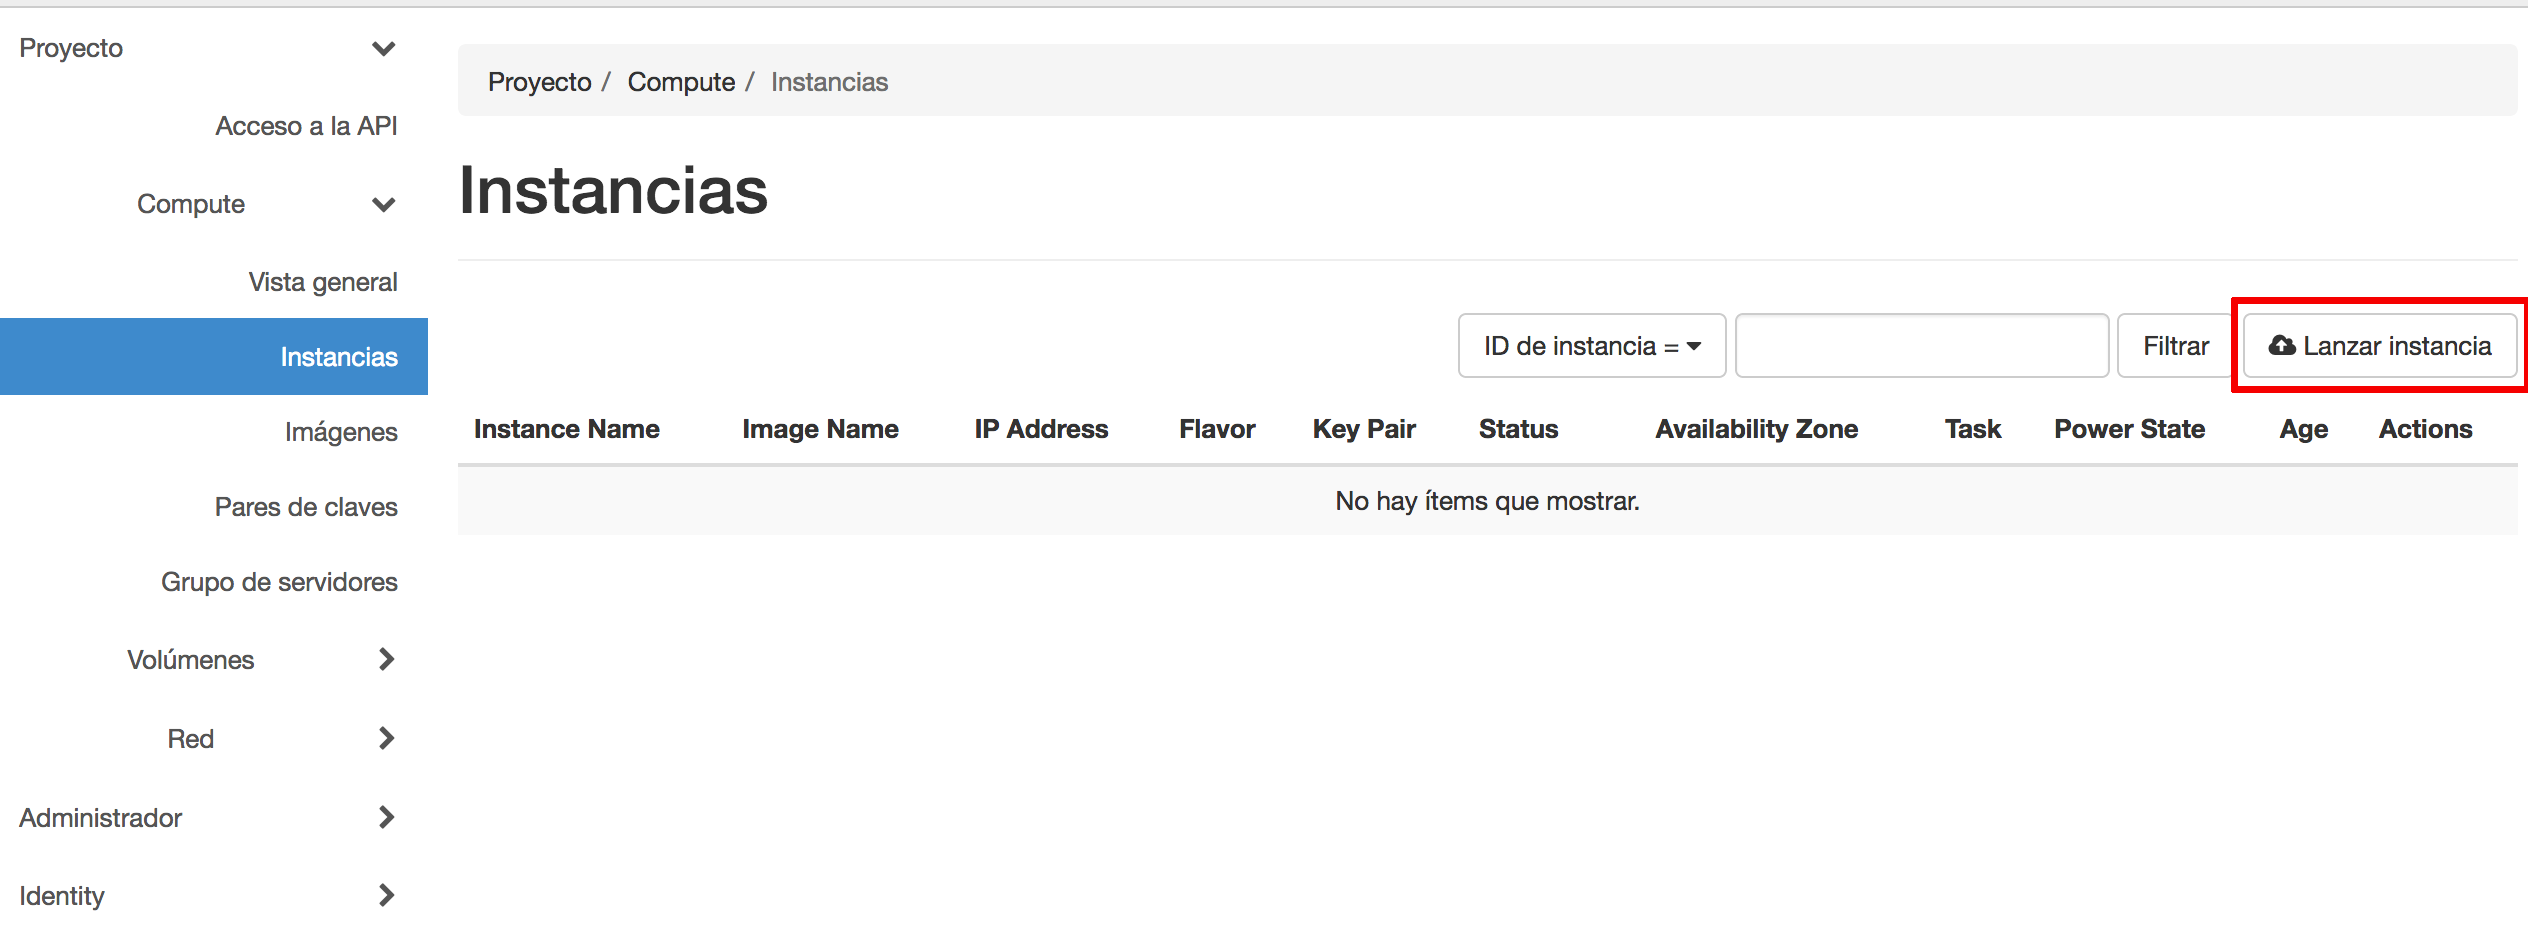 Proyecto
Acceso a la API
Compute
Vista general
Instancias
Imágenes
Pares de claves
Grupo de servidores
Volúmenes
Red
Administrador
Identity
Proyecto / Compute / Instancias
Instancias
ID de instancia = Filtrar Lanzar instancia
Instance Name Image Name IP Address Flavor Key Pair Status Availability Zone Task Power State Age Actions
No hay ítems que mostrar.